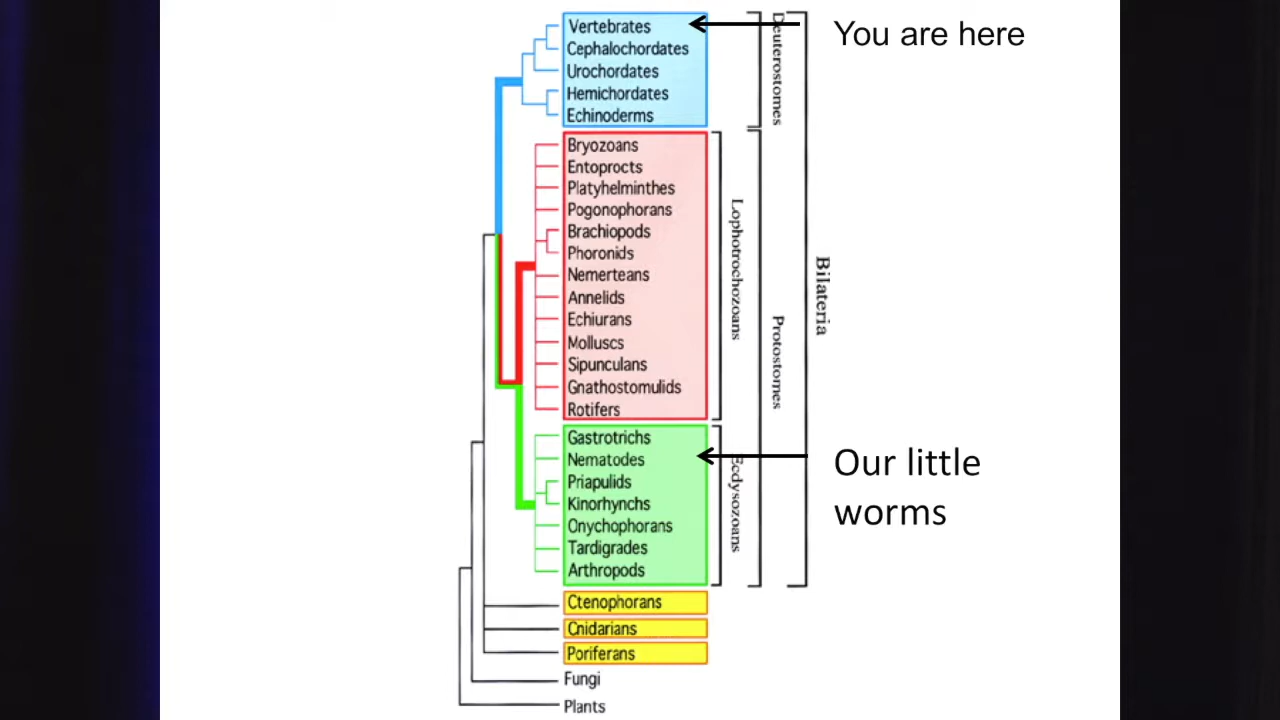 Vertebrates
Cephalochordates
Urochordates
Hemichordates
Echinoderms
Deuterostomes
You are here
Bryozoans
Entoprocts
Platyhelminthes
Pogonophorans
Brachiopods
Phoronids
Nemerteans
Annelids
Echiurans
Molluscs
Sipunculans
Gnathostomulids
Rotifers
Lophotrochozoans
Protostomes
Bilateria
Gastrotrichs
Nematodes
Priapulids
Kinorhynchs
Onychophorans
Tardigrades
Arthropods
Ecdysozoans
Our little
worms
Ctenophorans
Cnidarians
Poriferans
Fungi
Plants